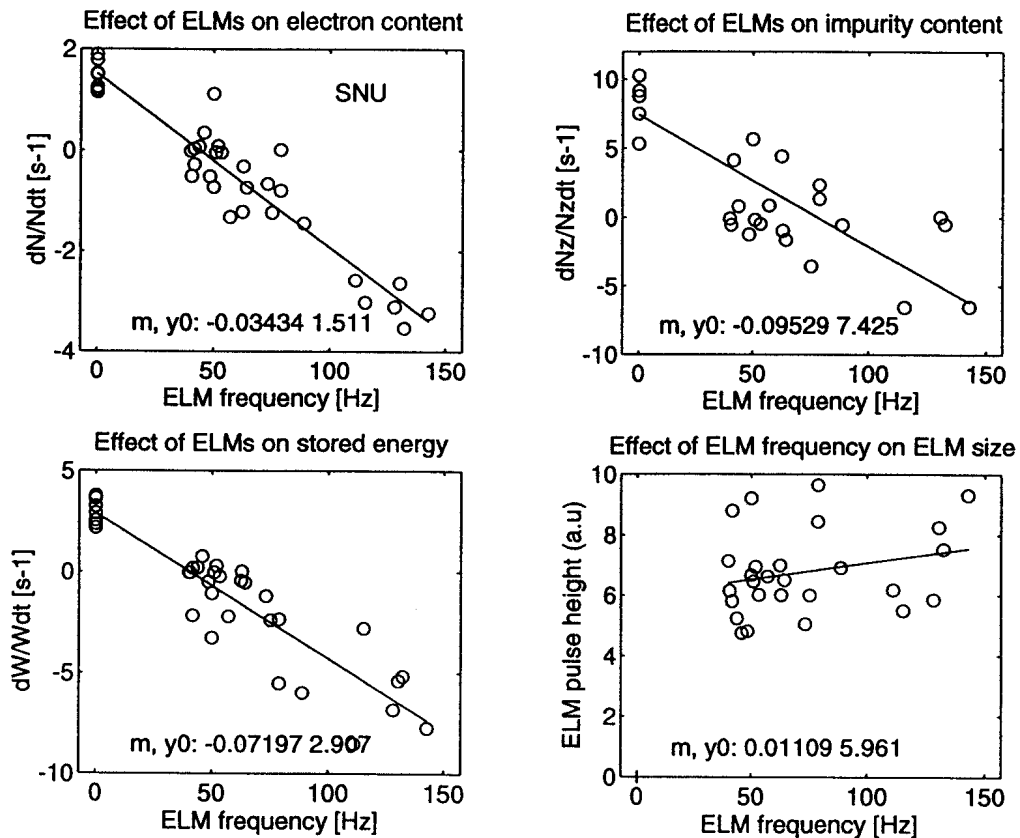 Effect of ELMs on electron content
2
0
-2
-4
dN/Ndt [s-1]
SNU
m, y0: -0.03434 1.511
0
50
100
150
ELM frequency [Hz]
Effect of ELMs on impurity content
10
5
0
-5
-10
dNz/Nzdt [s-1]
m, y0: -0.09529 7.425
0
50
100
150
ELM frequency [Hz]
Effect of ELMs on stored energy
5
0
-5
-10
dW/Wdt [s-1]
m, y0: -0.07197 2.907
0
50
100
150
ELM frequency [Hz]
Effect of ELM frequency on ELM size
10
8
6
4
2
0
ELM pulse height (a.u)
m, y0: 0.01109 5.961
0
50
100
150
ELM frequency [Hz]